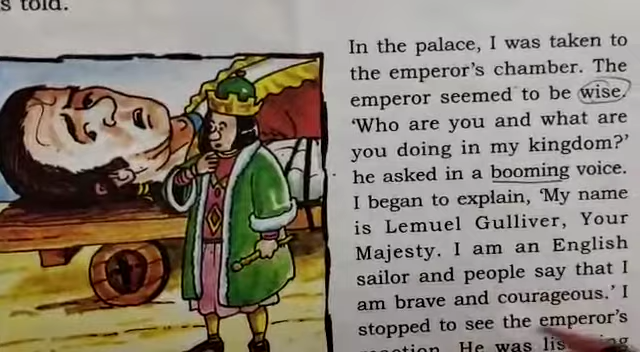 s told.
In the palace, I was taken to
the emperor's chamber. The
emperor seemed to be wise.
'Who are you and what are
you doing in my kingdom?'
he asked in a booming voice.
I began to explain, 'My name
is Lemuel Gulliver, Your
Majesty. I am an English
sailor and people say that I
am brave and courageous.' I
stopped to see the emperor's
He was